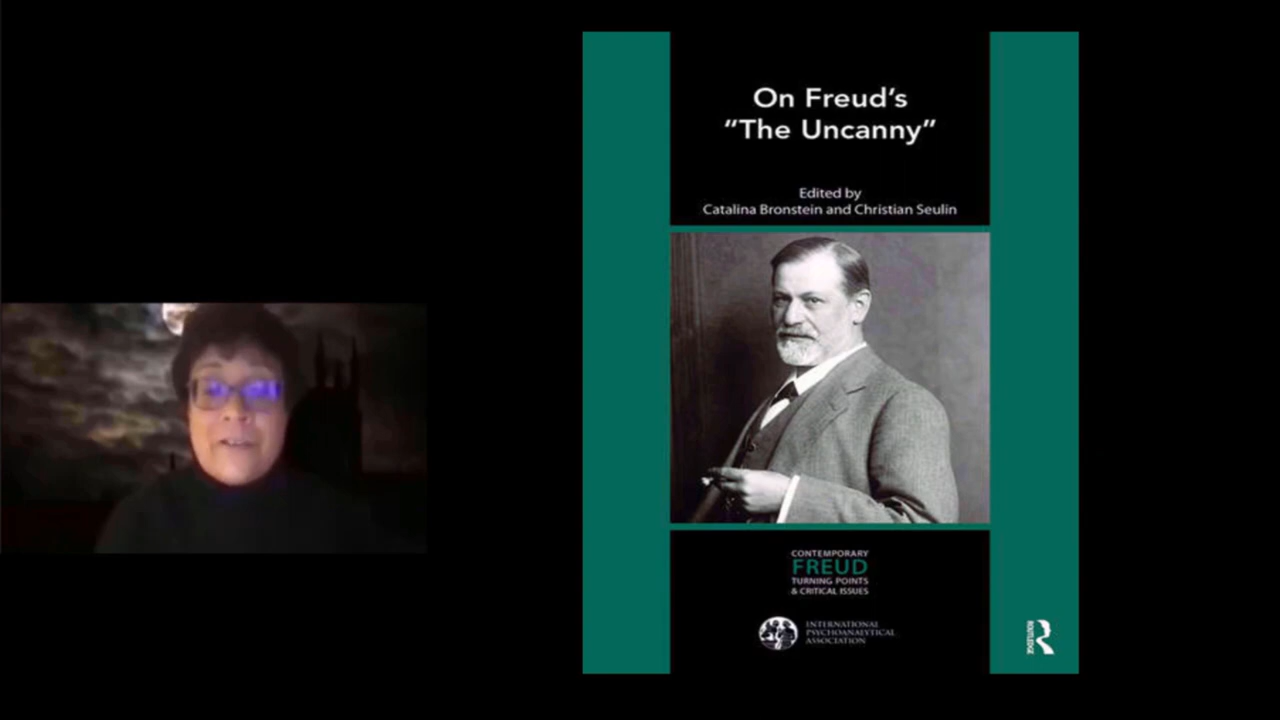 On Freud's
"The Uncanny"
Edited by
Catalina Bronstein and Christian Seulin
CONTEMPORARY
FREUD
TURNING POINTS
& CRITICAL ISSUES
INTERNATIONAL
PSYCHOANALYTICAL
ASSOCIATION
ROUTLEDGE